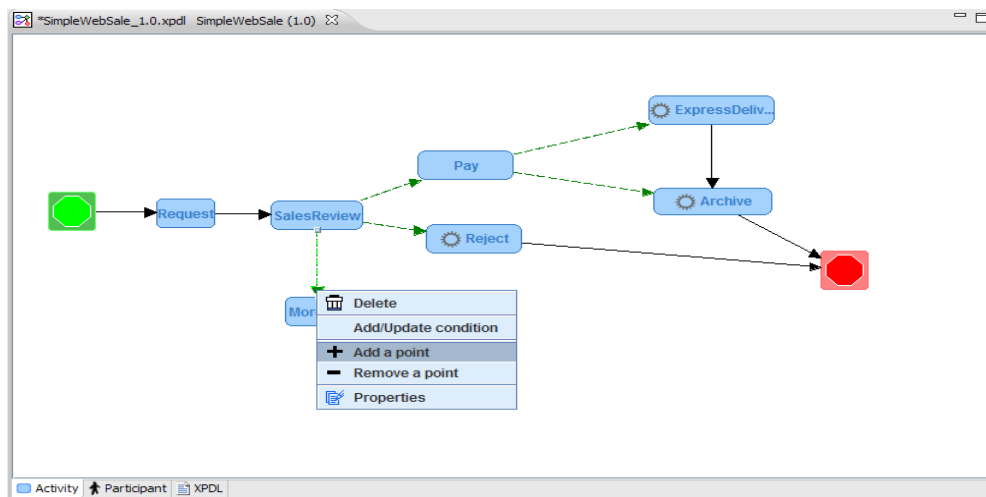 *SimpleWebSale_1.0.xpdl SimpleWebSale (1.0)
ExpressDeliv...
Pay
Archive
Request
SalesReview
Reject
Mor
Delete
Add/Update condition
Add a point
Remove a point
Properties
Activity
Participant
XPDL